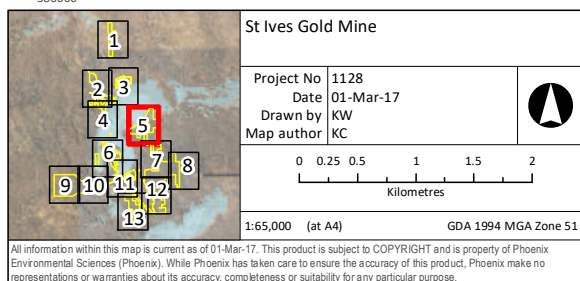 380000
St Ives Gold Mine
1
2
3
4
5
6
7
8
9
10
11
12
13
Project No 1128
Date 01-Mar-17
Drawn by KW
Map author KC
0 0.25 0.5 1 1.5 2
Kilometres
1:65,000 (at A4) GDA 1994 MGA Zone 51
All information within this map is current as of 01-Mar-17. This product is subject to COPYRIGHT and is property of Phoenix
Environmental Sciences (Phoenix). While Phoenix has taken care to ensure the accuracy of this product, Phoenix make no
representations or warranties about its accuracy, completeness or suitability for any particular purpose.